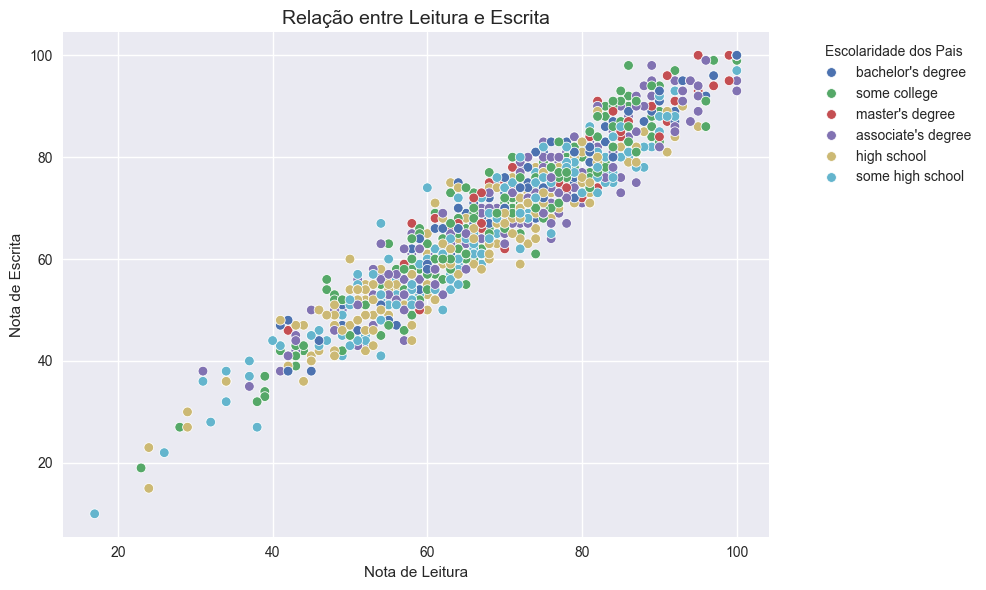 Relação entre Leitura e Escrita
Escolaridade dos Pais
bachelor's degree
some college
master's degree
associate's degree
high school
some high school
Nota de Escrita
100
80
60
40
20
20
40
60
80
100
Nota de Leitura